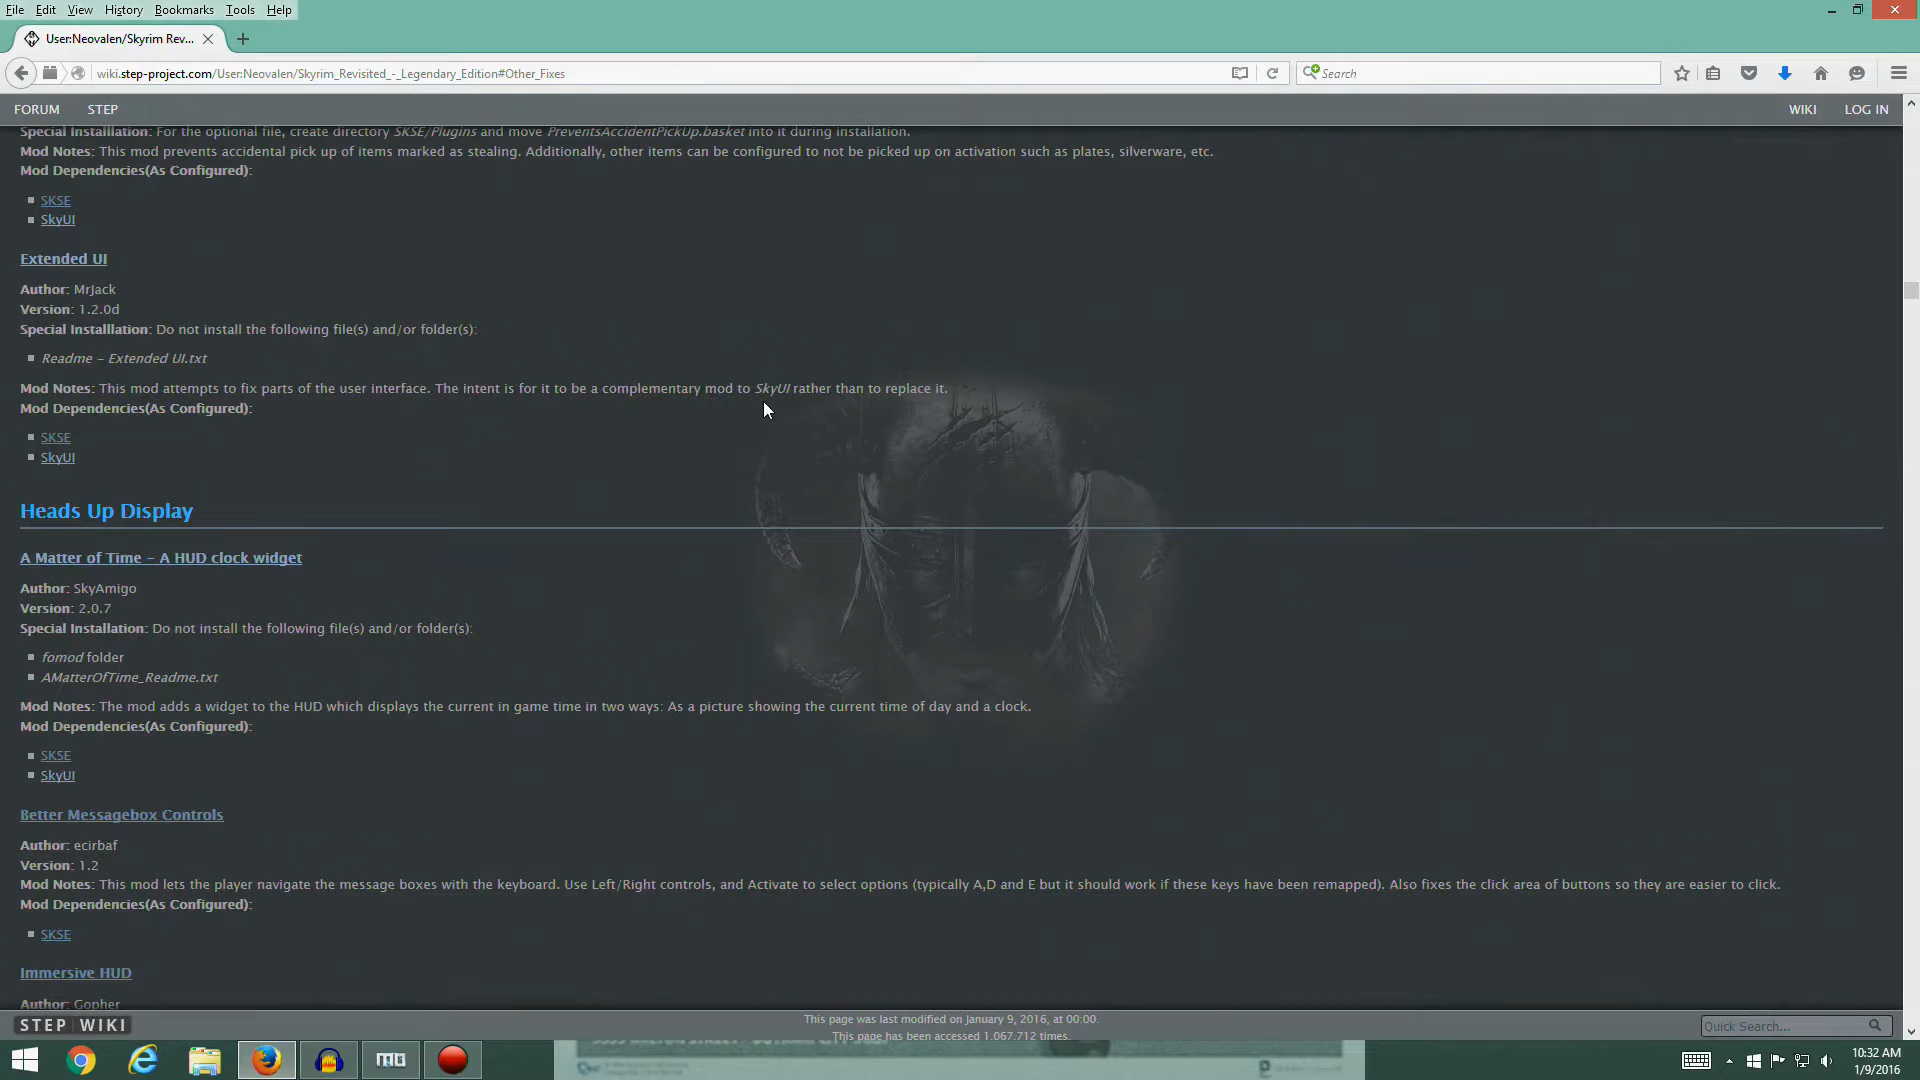 File Edit View History Bookmarks Tools Help
User:Neovalen/Skyrim Rev...
wiki.step-project.com/User:Neovalen/Skyrim_Revisited_-_Legendary_Edition#Other_Fixes
Search
FORUM STEP WIKI LOG IN
Special Installlation: For the optional file, create directory SKSE/Plugins and move PreventsAccidentPickUp.basket into it during installation.
Mod Notes: This mod prevents accidental pick up of items marked as stealing. Additionally, other items can be configured to not be picked up on activation such as plates, silverware, etc.
Mod Dependencies(As Configured):
SKSE
SkyUI
Extended UI
Author: MrJack
Version: 1.2.0d
Special Installlation: Do not install the following file(s) and/or folder(s):
Readme - Extended UI.txt
Mod Notes: This mod attempts to fix parts of the user interface. The intent is for it to be a complementary mod to SkyUI rather than to replace it.
Mod Dependencies(As Configured):
SKSE
SkyUI
Heads Up Display
A Matter of Time - A HUD clock widget
Author: SkyAmigo
Version: 2.0.7
Special Installation: Do not install the following file(s) and/or folder(s):
fomod folder
AMatterOfTime_Readme.txt
Mod Notes: The mod adds a widget to the HUD which displays the current in game time in two ways: As a picture showing the current time of day and a clock.
Mod Dependencies(As Configured):
SKSE
SkyUI
Better Messagebox Controls
Author: ecirbaf
Version: 1.2
Mod Notes: This mod lets the player navigate the message boxes with the keyboard. Use Left/Right controls, and Activate to select options (typically A,D and E but it should work if these keys have been remapped). Also fixes the click area of buttons so they are easier to click.
Mod Dependencies(As Configured):
SKSE
Immersive HUD
Author: Gopher
STEP WIKI
This page was last modified on January 9, 2016, at 00:00.
This page has been accessed 1,067,712 times.
Quick Search...
10:32 AM
1/9/2016